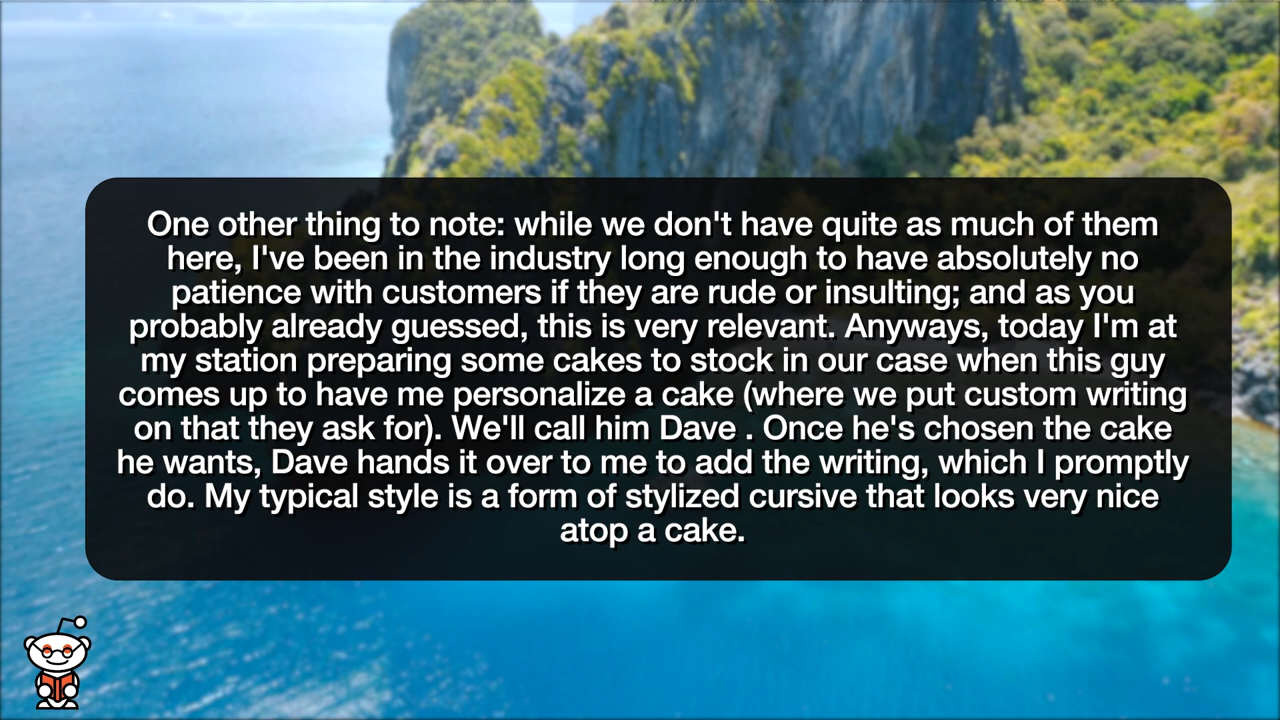 One other thing to note: while we don't have quite as much of them
here, I've been in the industry long enough to have absolutely no
patience with customers if they are rude or insulting; and as you
probably already guessed, this is very relevant. Anyways, today I'm at
my station preparing some cakes to stock in our case when this guy
comes up to have me personalize a cake (where we put custom writing
on that they ask for). We'll call him Dave . Once he's chosen the cake
he wants, Dave hands it over to me to add the writing, which I promptly
do. My typical style is a form of stylized cursive that looks very nice
atop a cake.